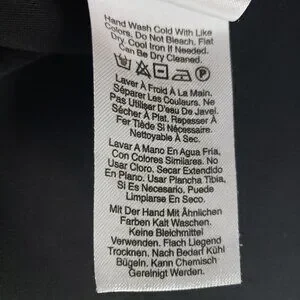 Hand Wash Cold With Like
Colors, Do Not Bleach. Flat
Dry, Cool Iron If Needed.
Can Be Dry Cleaned.
Laver À Froid À La Main.
Séparer Les Couleurs. Ne
Pas Utiliser D'eau De Javel.
Sécher À Plat. Repasser À
Fer Tiède Si Nécessaire.
Nettoyable A Sec.
Lavar A Mano En Agua Fria,
Con Colores Similares. No
Usar Cloro. Secar Extendido
En Plano. Usar Plancha Tibia,
Si Es Necesario. Puede
Limpiarse En Seco.
Mit Der Hand Mit Ähnlichen
Farben Kalt Waschen.
Keine Bleichmittel
Verwenden. Flach Liegend
Trocknen. Nach Bedarf Kühl
Bügeln. Kann Chemisch
Gereinigt Werden.